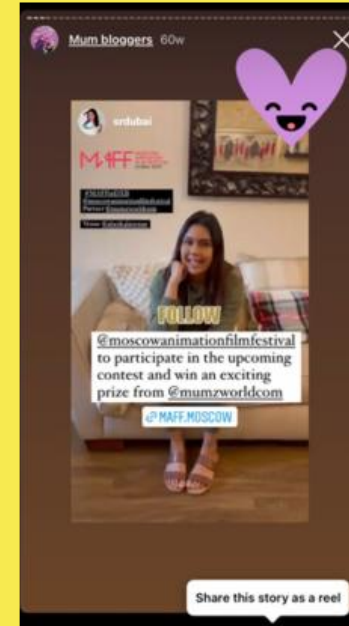 Mum bloggers 60w
srdubai
MAFF
FOLLOW
@moscowanimationfilmfestival
to participate in the upcoming
contest and win an exciting
prize from @mumzworldcom
MAFF.MOSCOW
Share this story as a reel